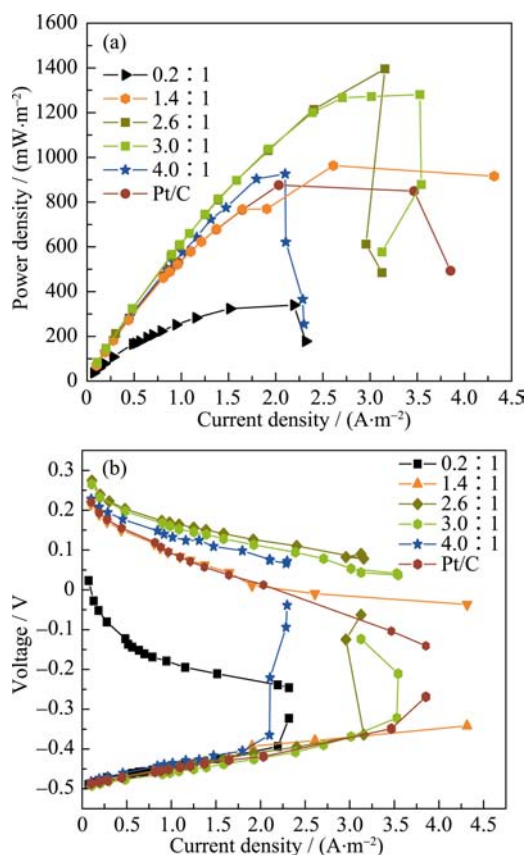 (a)
1600
1400
1200
1000
800
600
400
200
0
Power density / (mW·m⁻²)
0.2∶1
1.4∶1
2.6∶1
3.0∶1
4.0∶1
Pt/C
0 0.5 1.0 1.5 2.0 2.5 3.0 3.5 4.0 4.5
Current density / (A·m⁻²)
(b)
0.3
0.2
0.1
0
−0.1
−0.2
−0.3
−0.4
−0.5
Voltage / V
0.2∶1
1.4∶1
2.6∶1
3.0∶1
4.0∶1
Pt/C
0 0.5 1.0 1.5 2.0 2.5 3.0 3.5 4.0 4.5
Current density / (A·m⁻²)